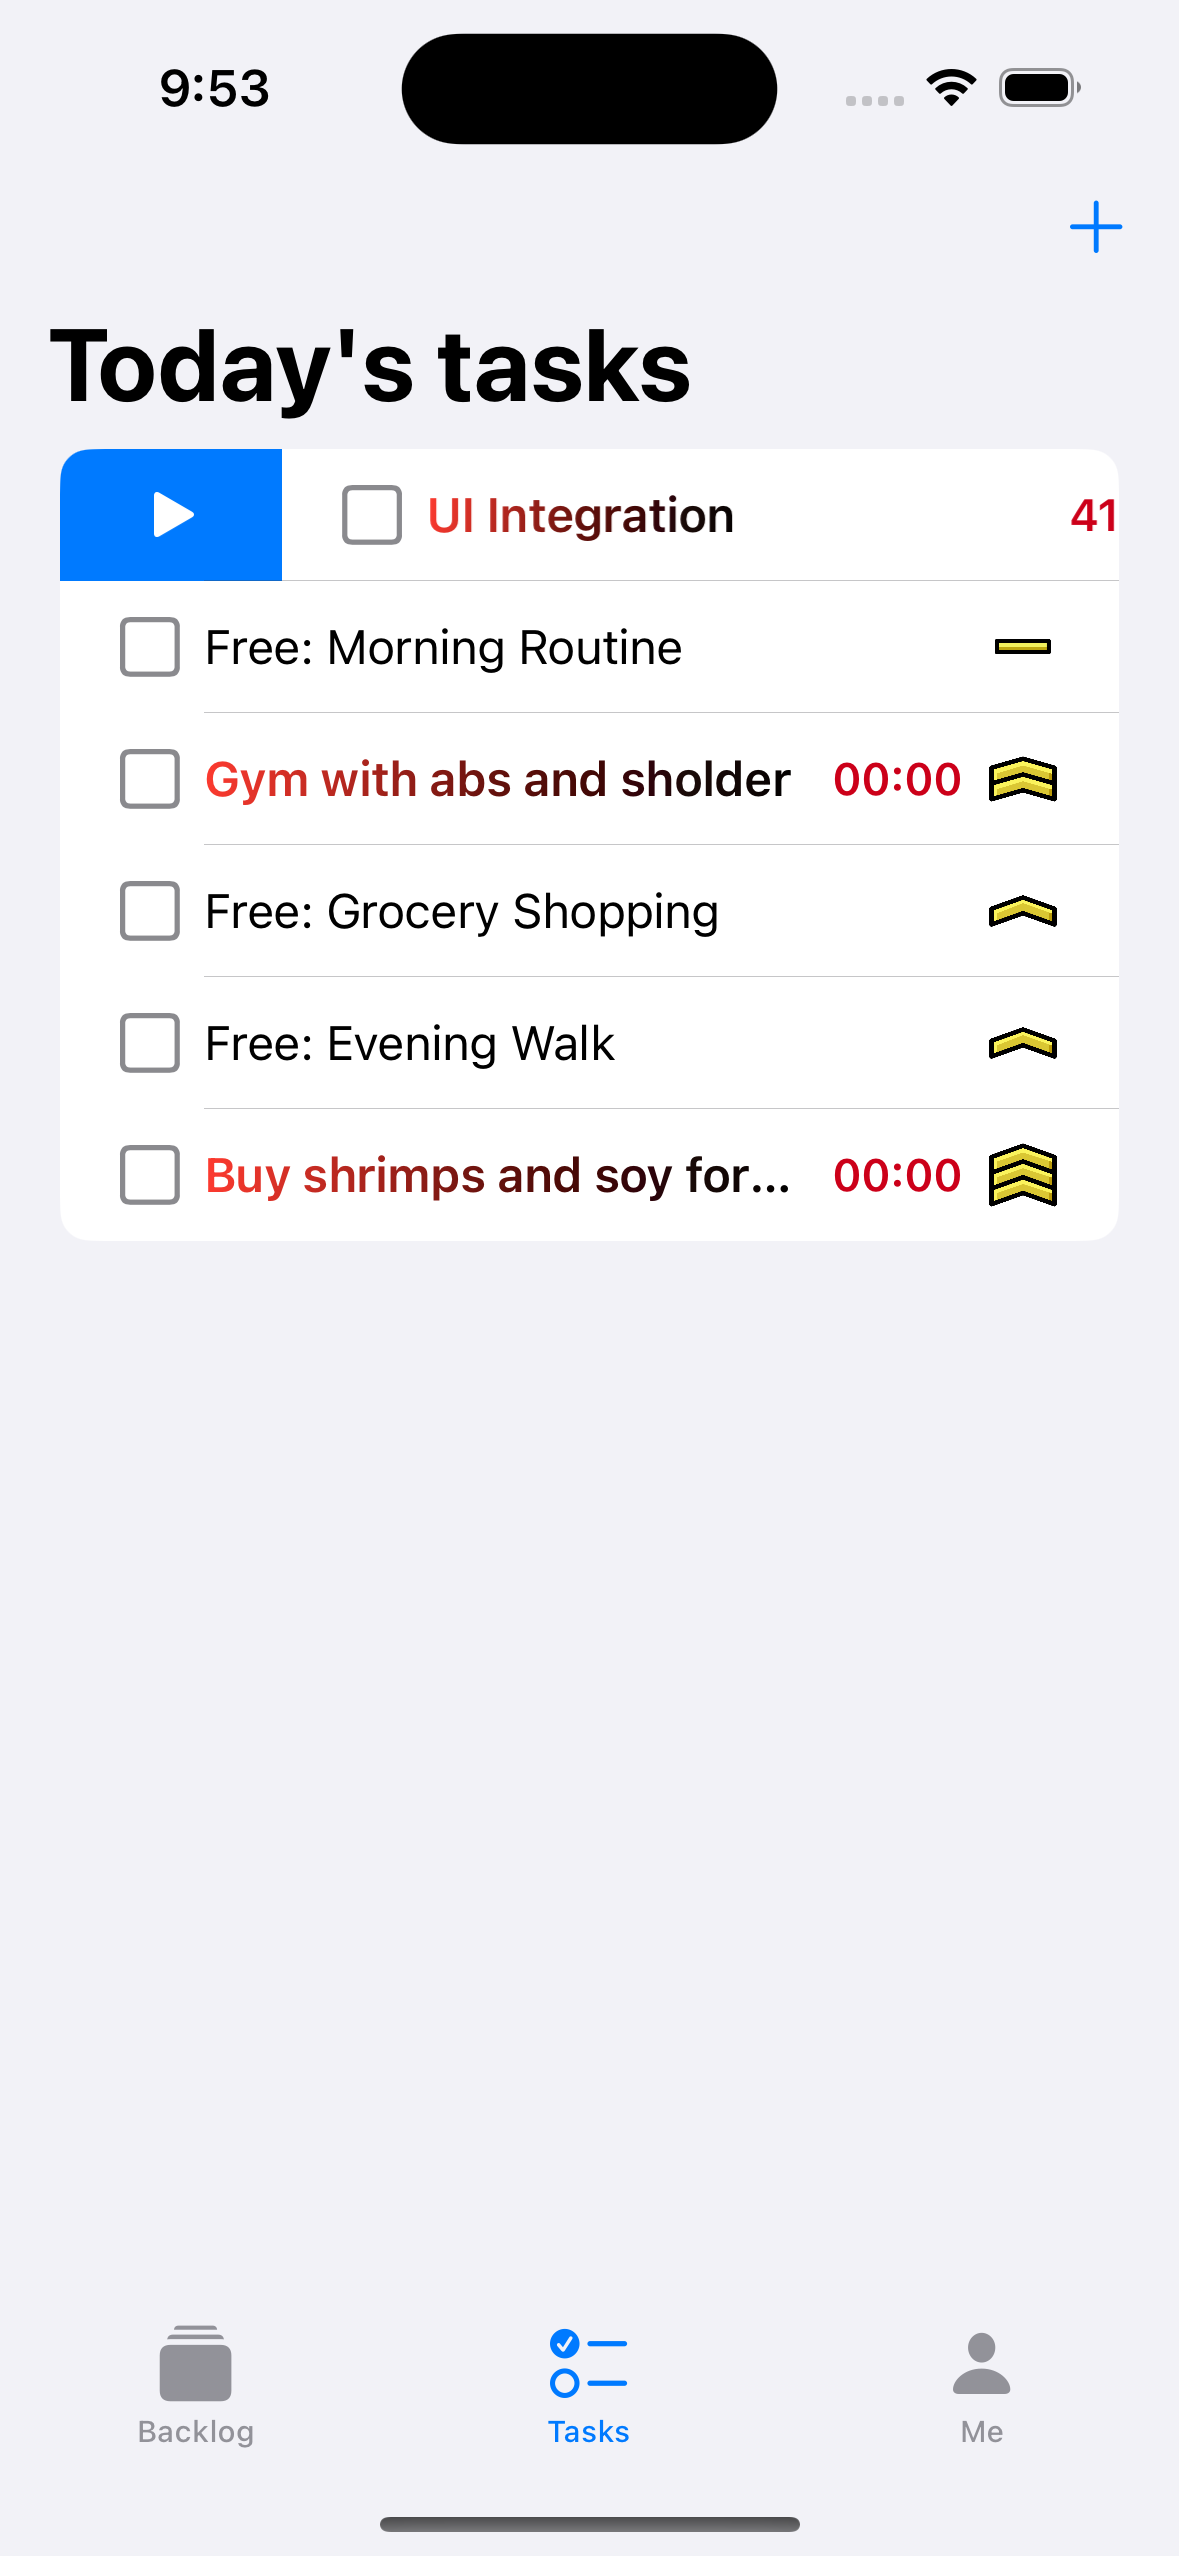 9:53
Today's tasks
UI Integration 41
Free: Morning Routine
Gym with abs and sholder 00:00
Free: Grocery Shopping
Free: Evening Walk
Buy shrimps and soy for... 00:00
Backlog Tasks Me